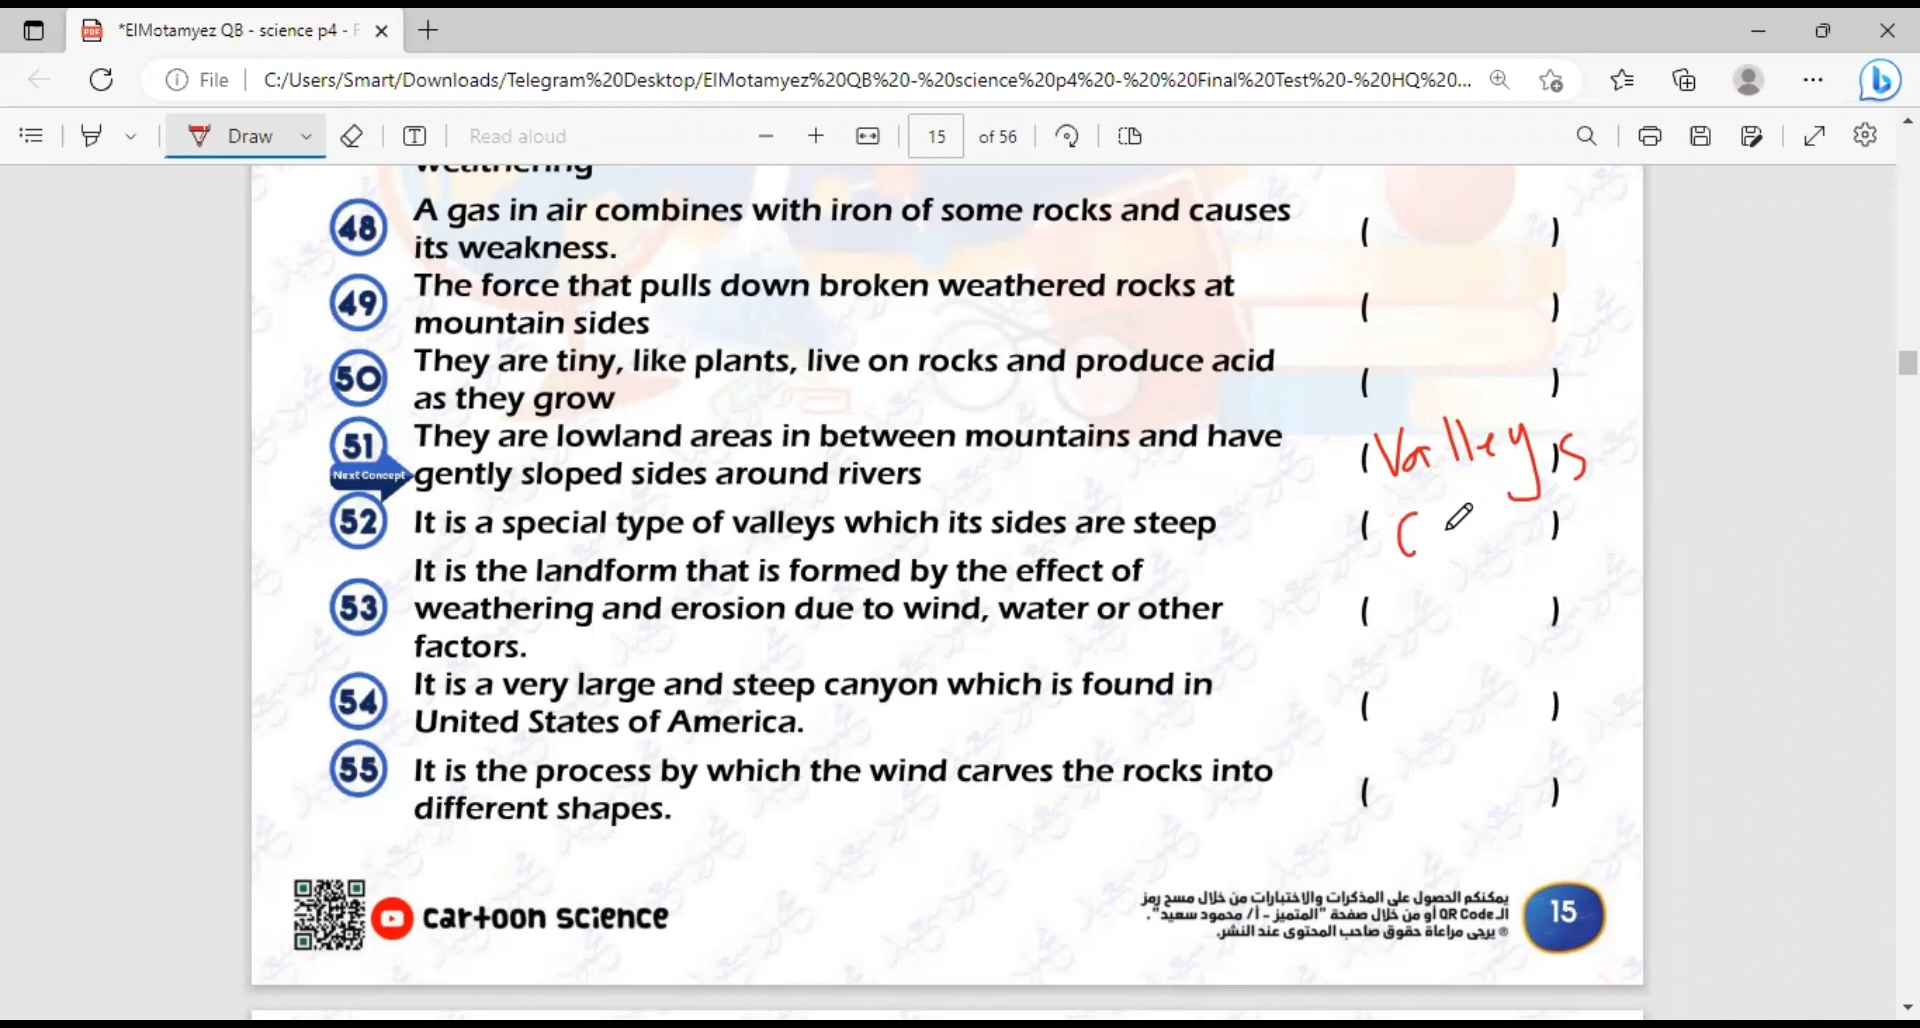 *ElMotamyez QB - science p4 - F
File
C:/Users/Smart/Downloads/Telegram%20Desktop/ElMotamyez%20QB%20-%20science%20p4%20-%20%20Final%20Test%20-%20HQ%20...
Draw
Read aloud
15 of 56
weathering
48 A gas in air combines with iron of some rocks and causes
its weakness. ( )
49 The force that pulls down broken weathered rocks at
mountain sides ( )
50 They are tiny, like plants, live on rocks and produce acid
as they grow ( )
51 They are lowland areas in between mountains and have
Next Concept gently sloped sides around rivers ( Valleys )
52 It is a special type of valleys which its sides are steep ( C )
It is the landform that is formed by the effect of
53 weathering and erosion due to wind, water or other ( )
factors.
54 It is a very large and steep canyon which is found in
United States of America. ( )
55 It is the process by which the wind carves the rocks into
different shapes. ( )
cartoon science
يمكنكم الحصول على المذكرات والاختبارات من خلال مسح رمز
الـ QR Code أو من خلال صفحة "المتميز - أ/ محمود سعيد".
® يرجى مراعاة حقوق صاحب المحتوى عند النشر.
15